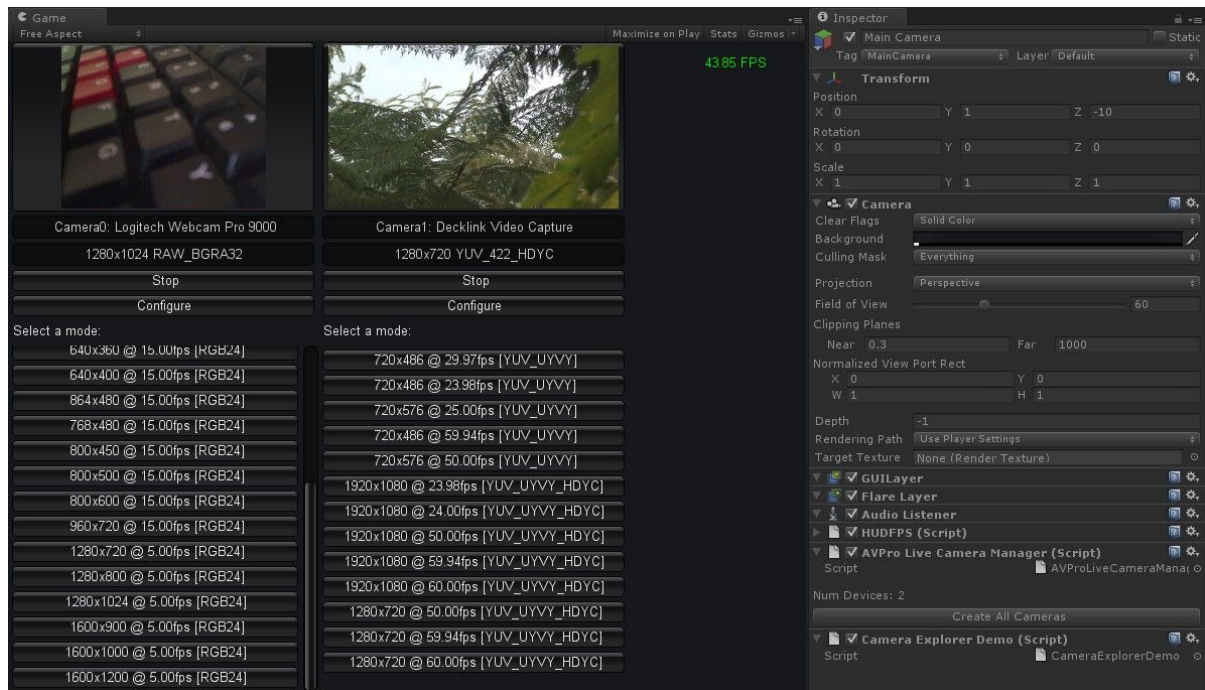 Game
Free Aspect
Maximize on Play Stats Gizmos
43.85 FPS
Camera0: Logitech Webcam Pro 9000
1280x1024 RAW_BGRA32
Stop
Configure
Select a mode:
640x360 @ 15.00fps [RGB24]
640x400 @ 15.00fps [RGB24]
864x480 @ 15.00fps [RGB24]
768x480 @ 15.00fps [RGB24]
800x450 @ 15.00fps [RGB24]
800x500 @ 15.00fps [RGB24]
800x600 @ 15.00fps [RGB24]
960x720 @ 15.00fps [RGB24]
1280x720 @ 5.00fps [RGB24]
1280x800 @ 5.00fps [RGB24]
1280x1024 @ 5.00fps [RGB24]
1600x900 @ 5.00fps [RGB24]
1600x1000 @ 5.00fps [RGB24]
1600x1200 @ 5.00fps [RGB24]
Camera1: Decklink Video Capture
1280x720 YUV_422_HDYC
Stop
Configure
Select a mode:
720x486 @ 29.97fps [YUV_UYVY]
720x486 @ 23.98fps [YUV_UYVY]
720x576 @ 25.00fps [YUV_UYVY]
720x486 @ 59.94fps [YUV_UYVY]
720x576 @ 50.00fps [YUV_UYVY]
1920x1080 @ 23.98fps [YUV_UYVY_HDYC]
1920x1080 @ 24.00fps [YUV_UYVY_HDYC]
1920x1080 @ 50.00fps [YUV_UYVY_HDYC]
1920x1080 @ 59.94fps [YUV_UYVY_HDYC]
1920x1080 @ 60.00fps [YUV_UYVY_HDYC]
1280x720 @ 50.00fps [YUV_UYVY_HDYC]
1280x720 @ 59.94fps [YUV_UYVY_HDYC]
1280x720 @ 60.00fps [YUV_UYVY_HDYC]
Inspector
Main Camera Static
Tag MainCamera Layer Default
Transform
Position
X 0 Y 1 Z -10
Rotation
X 0 Y 0 Z 0
Scale
X 1 Y 1 Z 1
Camera
Clear Flags Solid Color
Background
Culling Mask Everything
Projection Perspective
Field of View 60
Clipping Planes
Near 0.3 Far 1000
Normalized View Port Rect
X 0 Y 0
W 1 H 1
Depth -1
Rendering Path Use Player Settings
Target Texture None (Render Texture)
GUILayer
Flare Layer
Audio Listener
HUDFPS (Script)
AVPro Live Camera Manager (Script)
Script AVProLiveCameraManag
Num Devices: 2
Create All Cameras
Camera Explorer Demo (Script)
Script CameraExplorerDemo